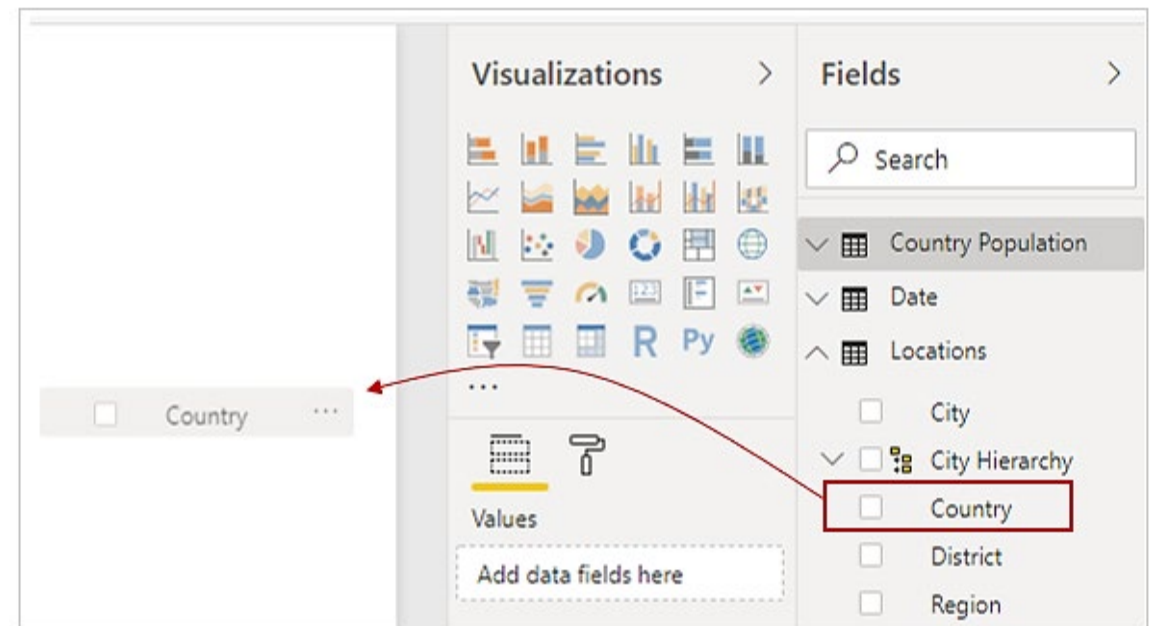 Visualizations
Fields
Search
Country Population
Date
Locations
City
City Hierarchy
Country
District
Region
R
Py
123
...
Values
Add data fields here
Country
...